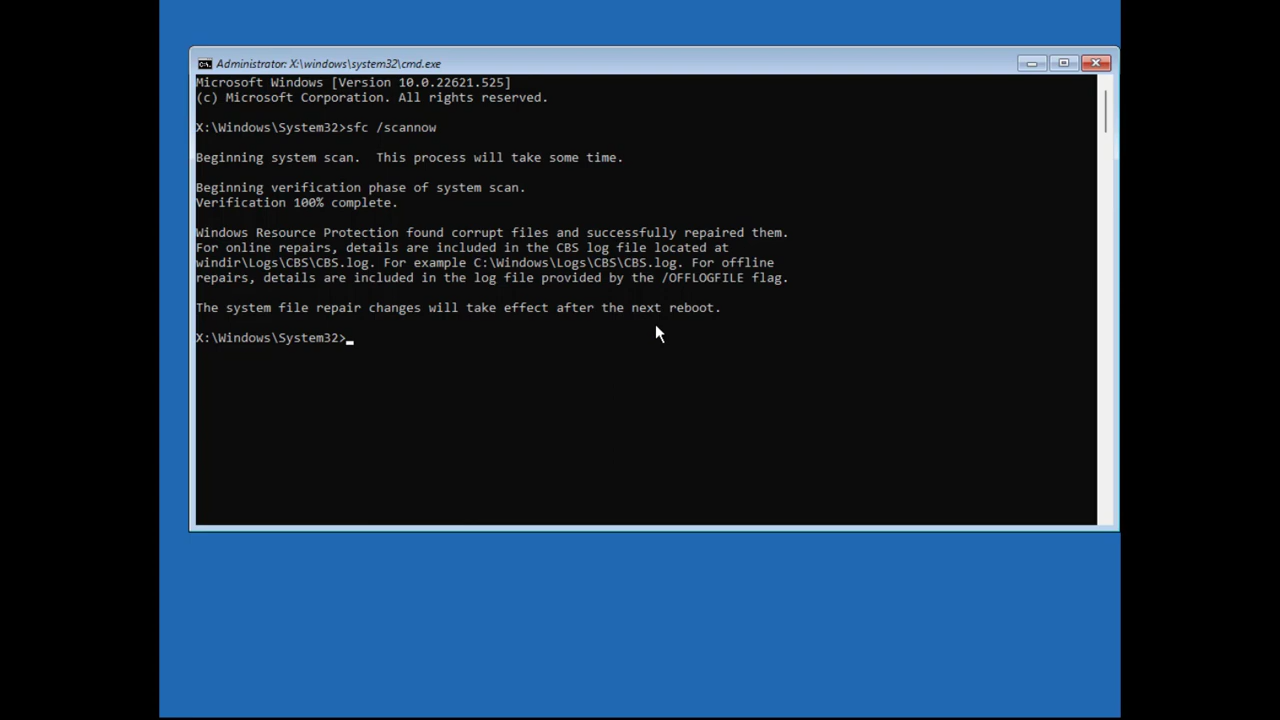 Administrator: X:\windows\system32\cmd.exe
Microsoft Windows [Version 10.0.22621.525]
(c) Microsoft Corporation. All rights reserved.
X:\Windows\System32>sfc /scannow
Beginning system scan.  This process will take some time.
Beginning verification phase of system scan.
Verification 100% complete.
Windows Resource Protection found corrupt files and successfully repaired them.
For online repairs, details are included in the CBS log file located at
windir\Logs\CBS\CBS.log. For example C:\Windows\Logs\CBS\CBS.log. For offline
repairs, details are included in the log file provided by the /OFFLOGFILE flag.
The system file repair changes will take effect after the next reboot.
X:\Windows\System32>